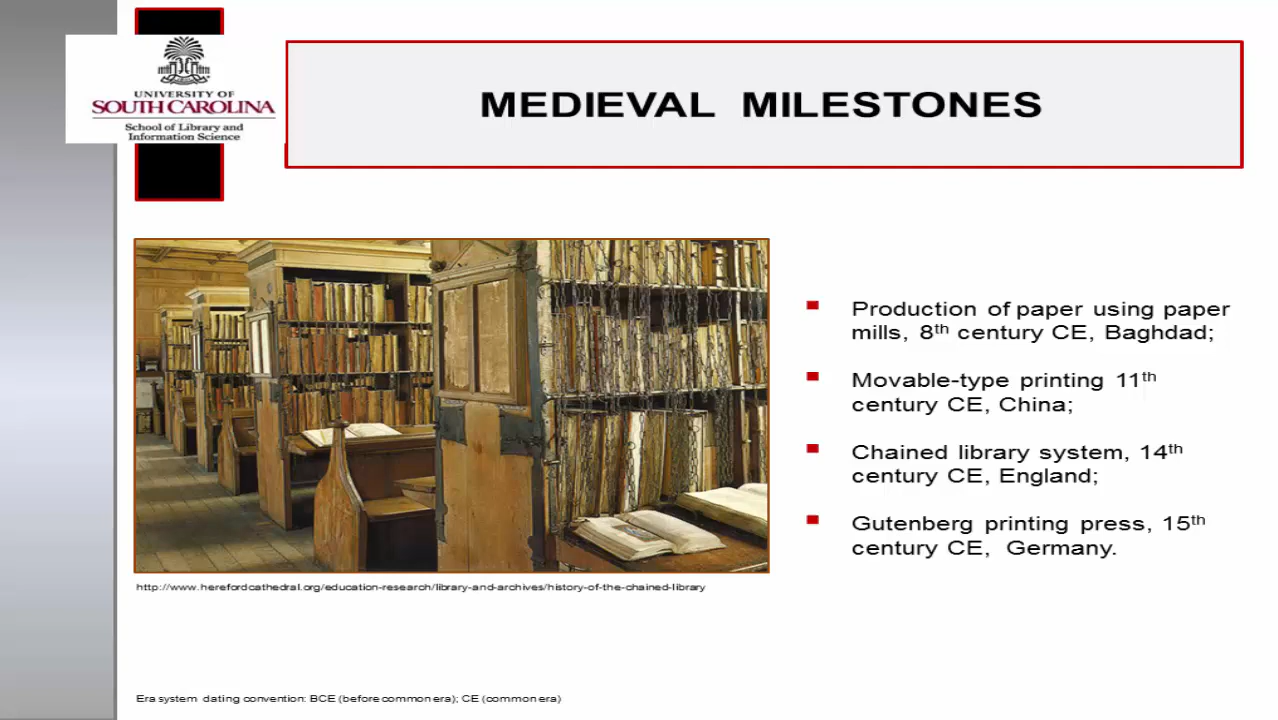 UNIVERSITY OF
SOUTH CAROLINA
School of Library and
Information Science
MEDIEVAL MILESTONES
Production of paper using paper
mills, 8th century CE, Baghdad;
Movable-type printing 11th
century CE, China;
Chained library system, 14th
century CE, England;
Gutenberg printing press, 15th
century CE, Germany.
http://www.herefordcathedral.org/education-research/library-and-archives/history-of-the-chained-library
Era system dating convention: BCE (before common era); CE (common era)